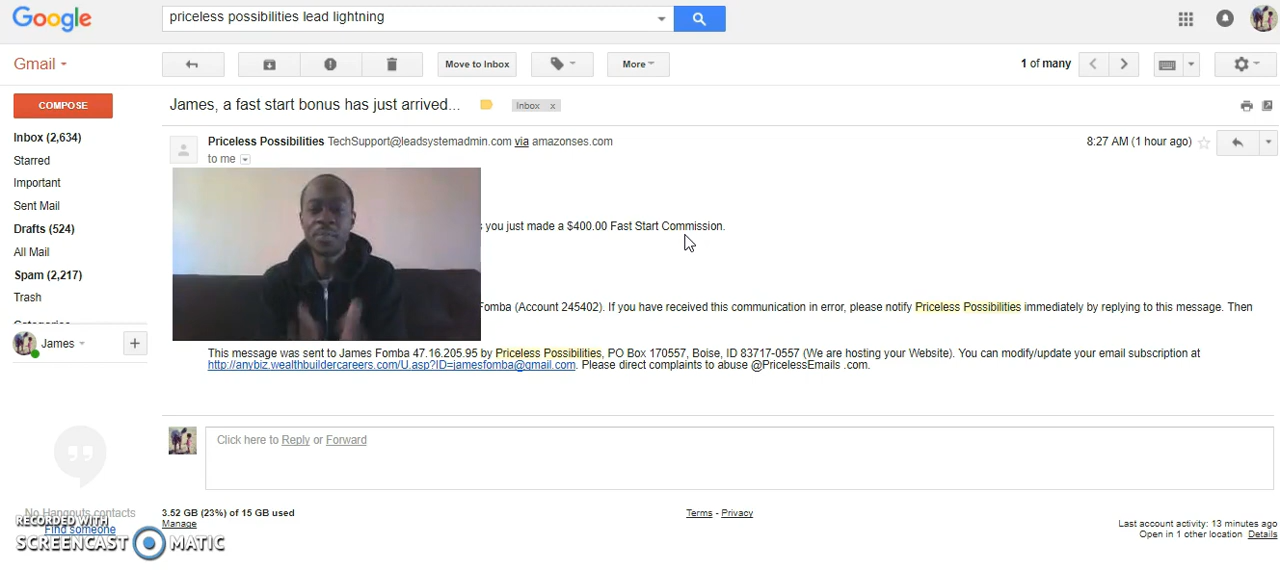 Google
priceless possibilities lead lightning
Gmail
Move to Inbox
More
1 of many
COMPOSE
James, a fast start bonus has just arrived...
Inbox x
Inbox (2,634)
Starred
Important
Sent Mail
Drafts (524)
All Mail
Spam (2,217)
Trash
Priceless Possibilities TechSupport@leadsystemadmin.com via amazonses.com
8:27 AM (1 hour ago)
to me
you just made a $400.00 Fast Start Commission.
Fomba (Account 245402). If you have received this communication in error, please notify Priceless Possibilities immediately by replying to this message. Then
James
This message was sent to James Fomba 47.16.205.95 by Priceless Possibilities, PO Box 170557, Boise, ID 83717-0557 (We are hosting your Website). You can modify/update your email subscription at
http://anybiz.wealthbuildercareers.com/U.asp?ID=jamesfomba@gmail.com. Please direct complaints to abuse @PricelessEmails .com.
Click here to Reply or Forward
No Hangouts contacts
Find someone
RECORDED WITH
SCREENCAST MATIC
3.52 GB (23%) of 15 GB used
Manage
Terms - Privacy
Last account activity: 13 minutes ago
Open in 1 other location Details